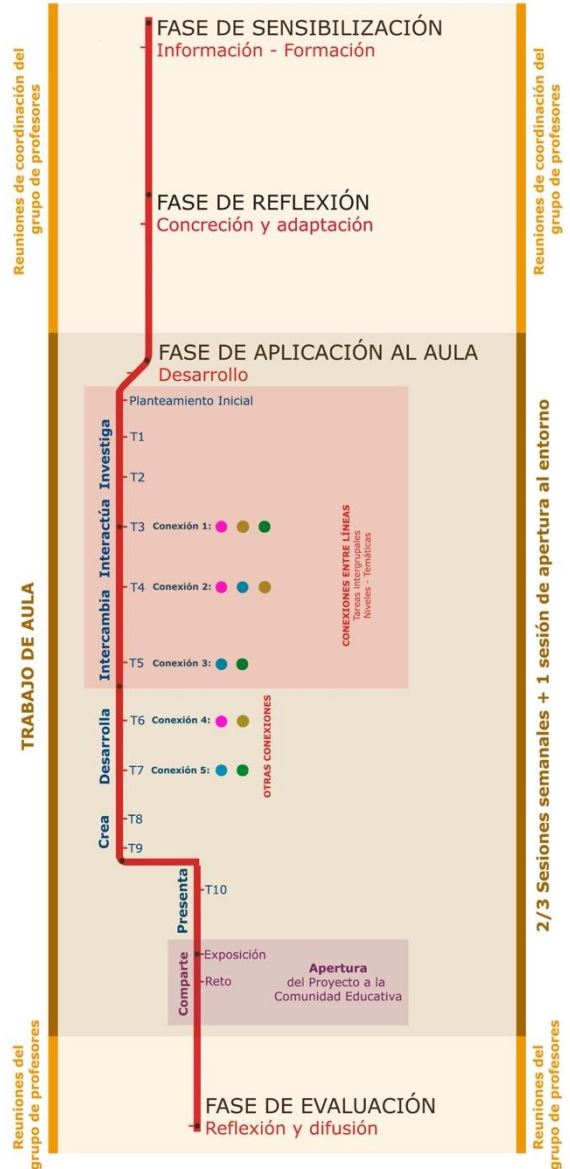 FASE DE SENSIBILIZACIÓN
Información - Formación
Reuniones de coordinación del
grupo de profesores
Reuniones de coordinación del
grupo de profesores
FASE DE REFLEXIÓN
Concreción y adaptación
FASE DE APLICACIÓN AL AULA
Desarrollo
Planteamiento Inicial
Investiga
T1
T2
Interactúa
T3 Conexión 1:
Intercambia
T4 Conexión 2:
T5 Conexión 3:
CONEXIONES ENTRE LÍNEAS
Tareas intergrupales
Niveles - Temáticas
TRABAJO DE AULA
2/3 Sesiones semanales + 1 sesión de apertura al entorno
Desarrolla
T6 Conexión 4:
T7 Conexión 5:
OTRAS CONEXIONES
Crea
T8
T9
Presenta
T10
Comparte
Exposición
Reto
Apertura
del Proyecto a la
Comunidad Educativa
Reuniones del
grupo de profesores
Reuniones del
grupo de profesores
FASE DE EVALUACIÓN
Reflexión y difusión